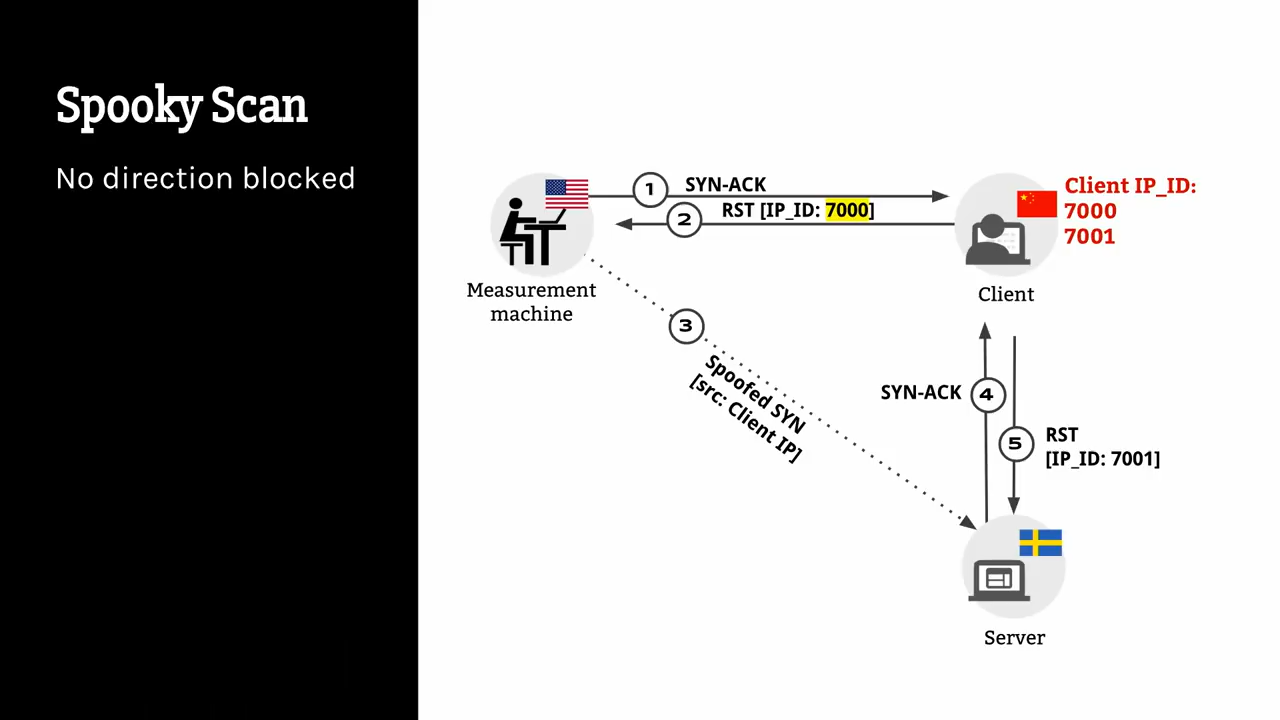 Spooky Scan
No direction blocked
1
SYN-ACK
2
RST [IP_ID: 7000]
Client IP_ID:
7000
7001
Measurement
machine
Client
3
Spoofed SYN
[src: Client IP]
SYN-ACK
4
5
RST
[IP_ID: 7001]
Server